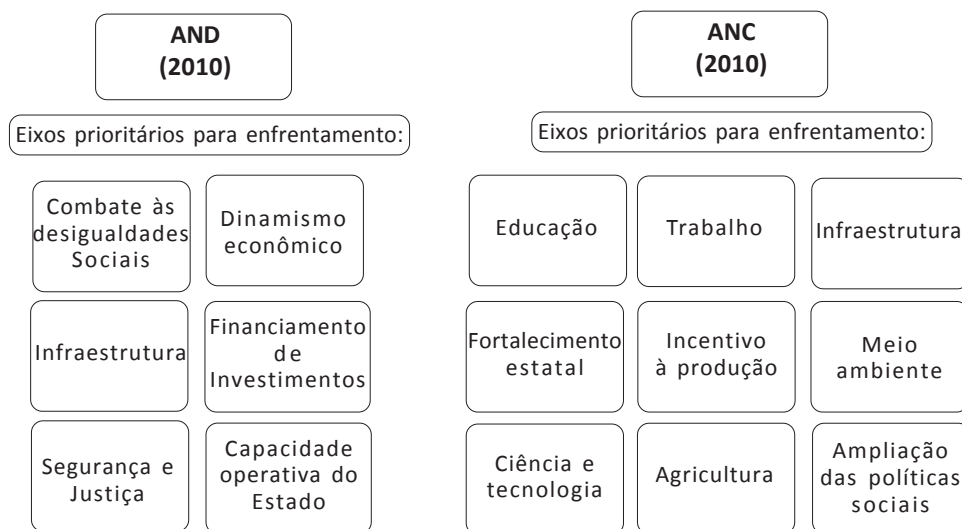 AND
(2010)
Eixos prioritários para enfrentamento:
Combate às
desigualdades
Sociais
Dinamismo
econômico
Infraestrutura
Financiamento
de
Investimentos
Segurança e
Justiça
Capacidade
operativa do
Estado
ANC
(2010)
Eixos prioritários para enfrentamento:
Educação
Trabalho
Infraestrutura
Fortalecimento
estatal
Incentivo
à produção
Meio
ambiente
Ciência e
tecnologia
Agricultura
Ampliação
das políticas
sociais